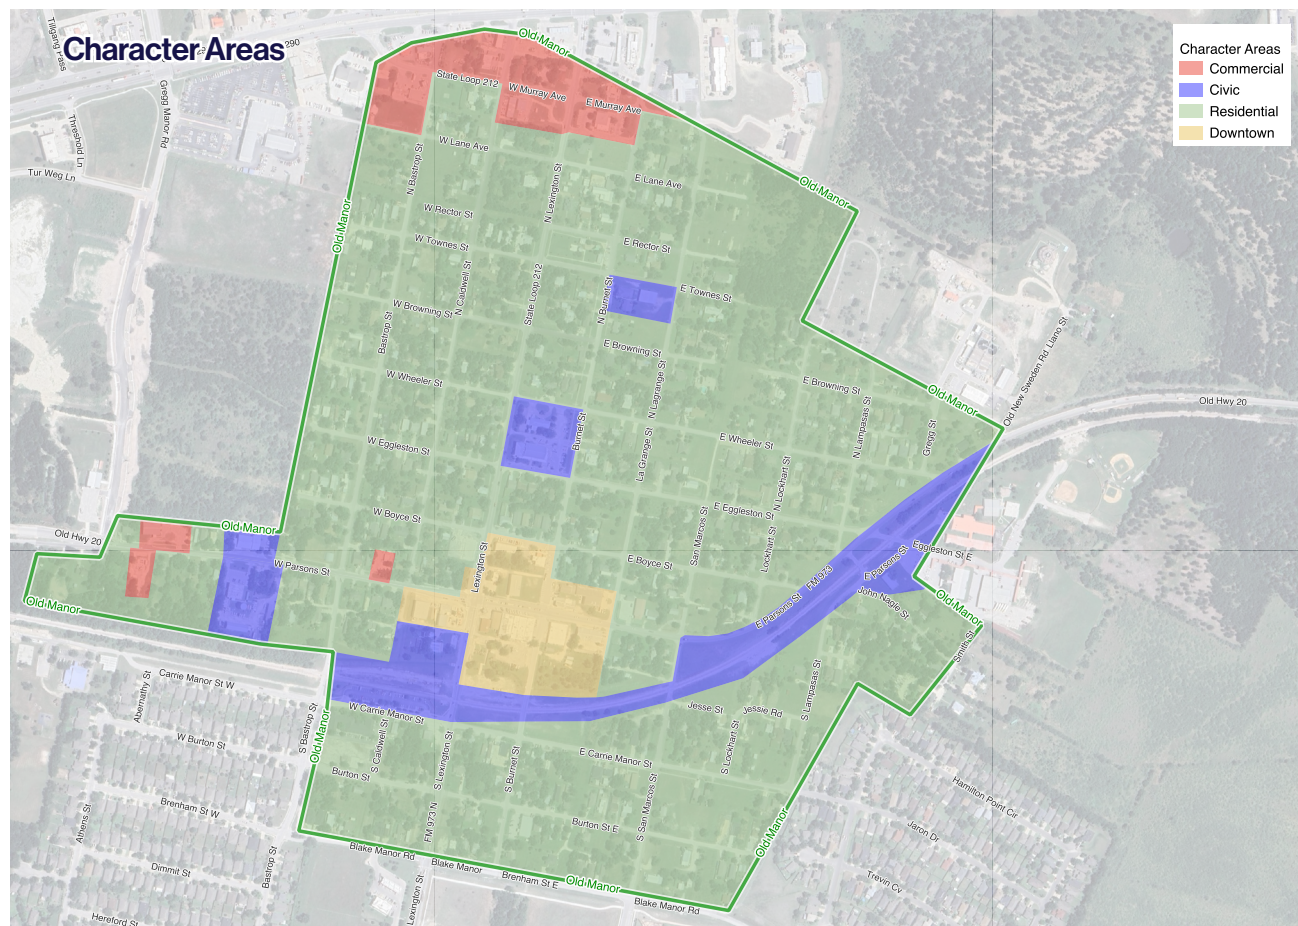 Character Areas
290
Tillgang Pass
Gregg Manor Rd
Threshold Ln
Tur Weg Ln
Character Areas
Commercial
Civic
Residential
Downtown
Old Manor
State Loop 212
W Murray Ave
E Murray Ave
W Lane Ave
E Lane Ave
N Bastrop St
N Lexington St
Old Manor
Old Manor
W Rector St
E Rector St
W Townes St
E Townes St
N Caldwell St
State Loop 212
N Burnet St
W Browning St
E Browning St
Bastrop St
W Wheeler St
N Lagrange St
E Browning St
Old Manor
Old New Sweden Rd
Llano St
Old Hwy 20
N Lampasas St
Gregg St
Burnet St
La Grange St
E Wheeler St
W Eggleston St
N Lockhart St
E Eggleston St
San Marcos St
Lockhart St
W Boyce St
E Boyce St
Old Hwy 20
Old Manor
W Parsons St
Lexington St
Eggleston St E
E Parsons St
FM 973
E Parsons St
John Nagle St
Old Manor
Old Manor
Smith St
Carrie Manor St W
Abernathy St
W Burton St
Athens St
Brenham St W
Dimmit St
Hereford St
Bastrop St
S Bastrop St
Old Manor
W Carrie Manor St
S Caldwell St
S Lexington St
S Burnet St
Burton St
FM 973 N
Jesse St
Jessie Rd
S Lampasas St
S Lockhart St
E Carrie Manor St
S San Marcos St
Burton St E
Old Manor
Blake Manor Rd
Blake Manor
Brenham St E
Old Manor
Blake Manor Rd
Lexington St
Hamilton Point Cir
Jaron Dr
Trevin Cv